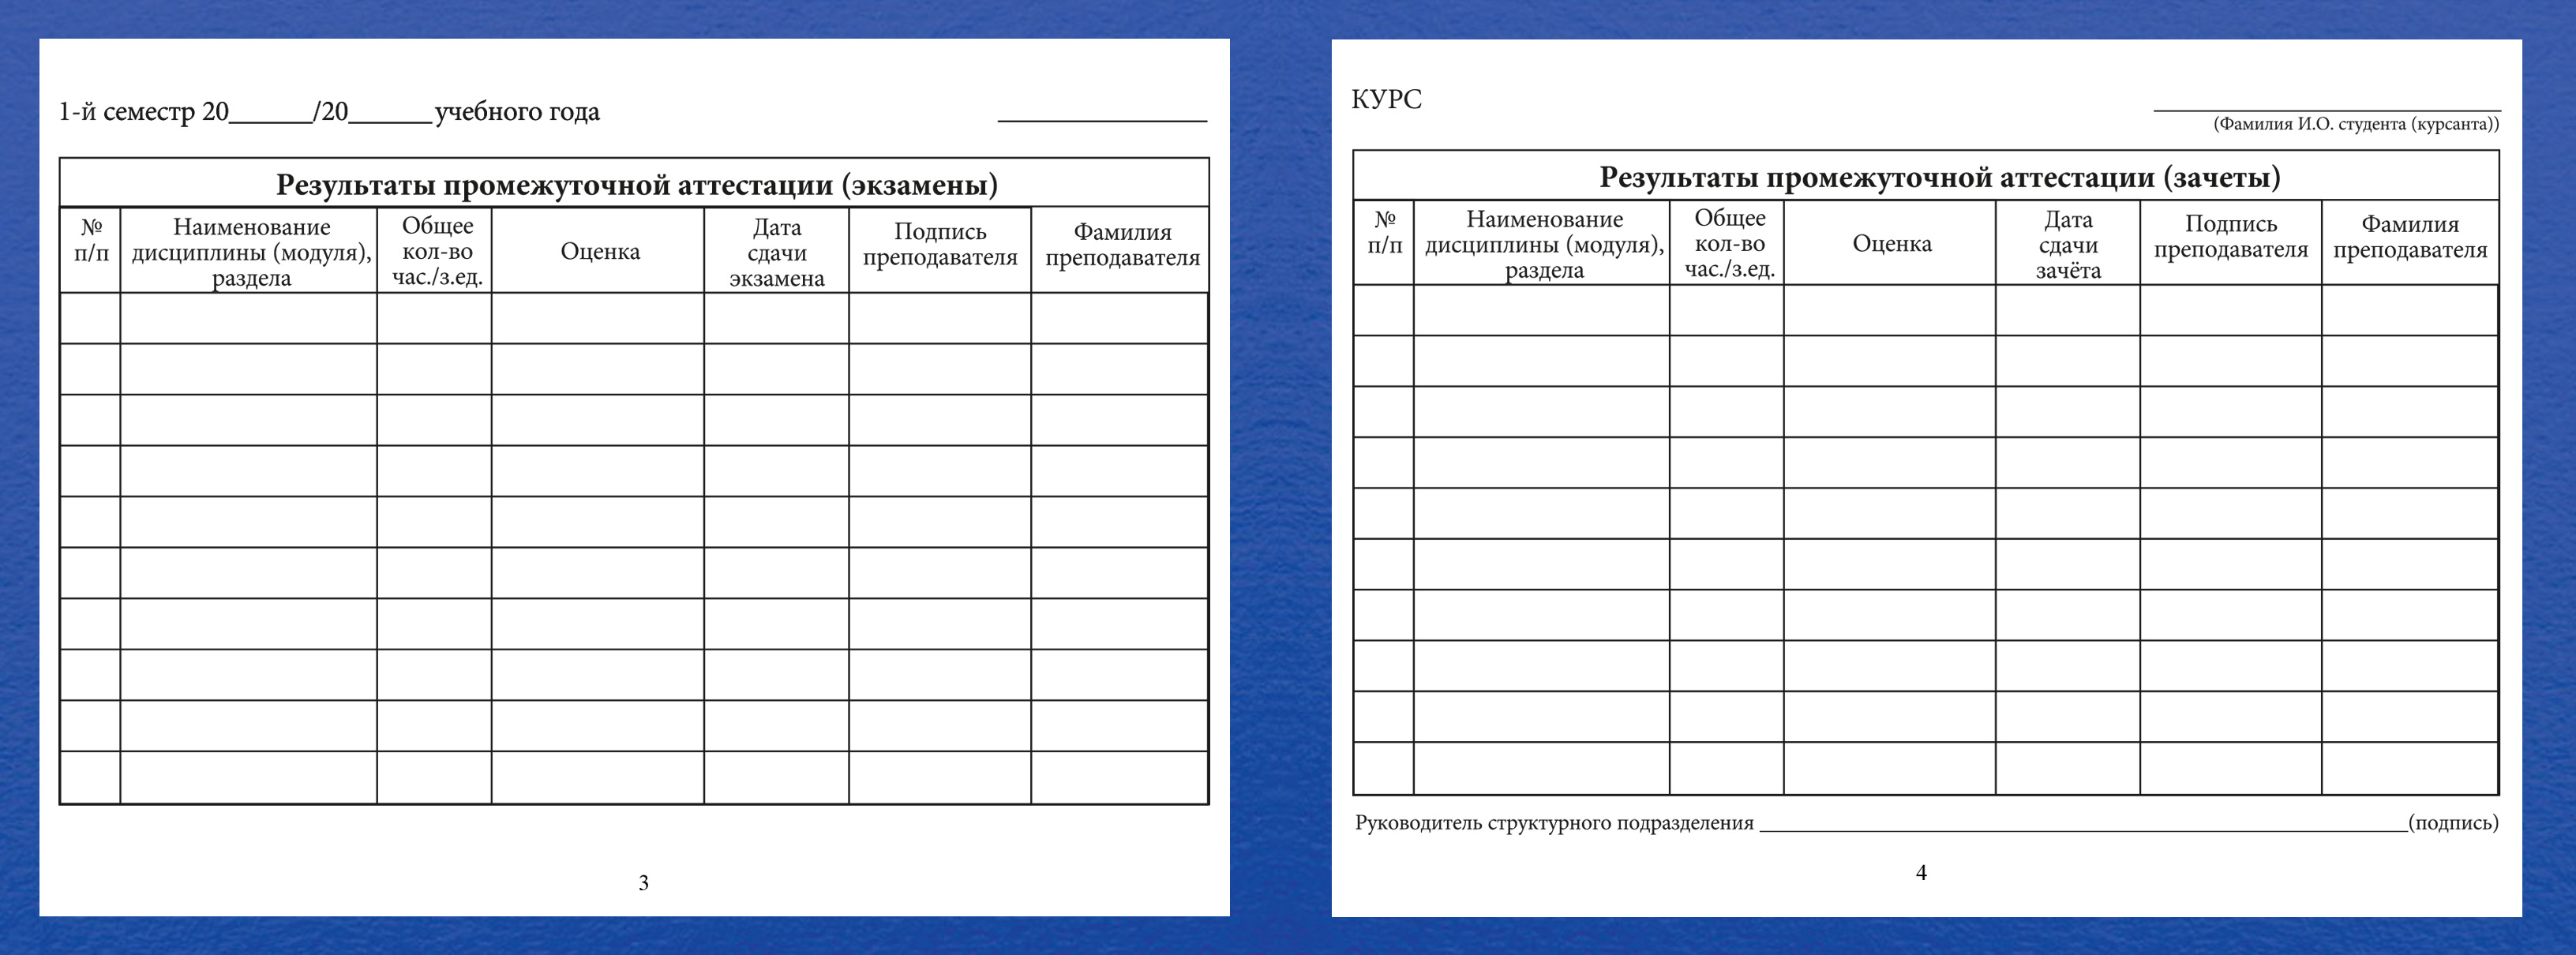 1-й семестр 20______/20______учебного года
Результаты промежуточной аттестации (экзамены)
№
п/п
Наименование
дисциплины (модуля),
раздела
Общее
кол-во
час./з.ед.
Оценка
Дата
сдачи
экзамена
Подпись
преподавателя
Фамилия
преподавателя
3
КУРС
(Фамилия И.О. студента (курсанта))
Результаты промежуточной аттестации (зачеты)
№
п/п
Наименование
дисциплины (модуля),
раздела
Общее
кол-во
час./з.ед.
Оценка
Дата
сдачи
зачёта
Подпись
преподавателя
Фамилия
преподавателя
Руководитель структурного подразделения ______(подпись)
4